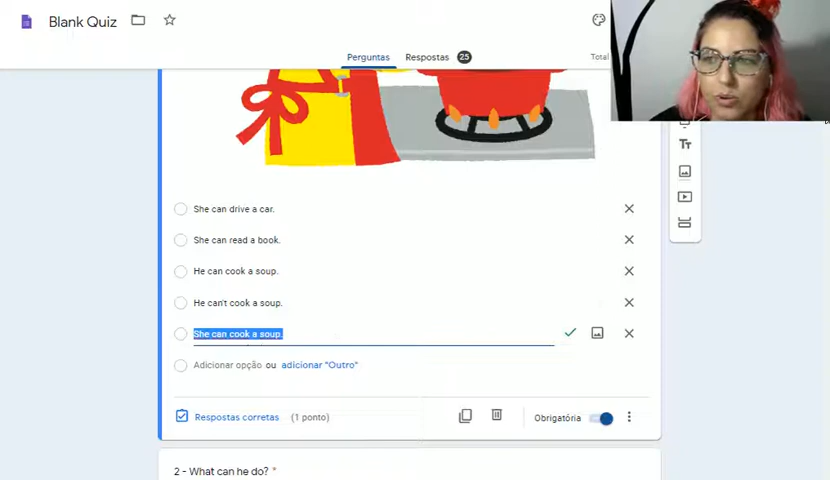 Blank Quiz
Perguntas
Respostas 25
Total
She can drive a car.
She can read a book.
He can cook a soup.
He can't cook a soup.
She can cook a soup.
Adicionar opção ou adicionar "Outro"
Respostas corretas (1 ponto)
Obrigatória
2 - What can he do? *
Tт